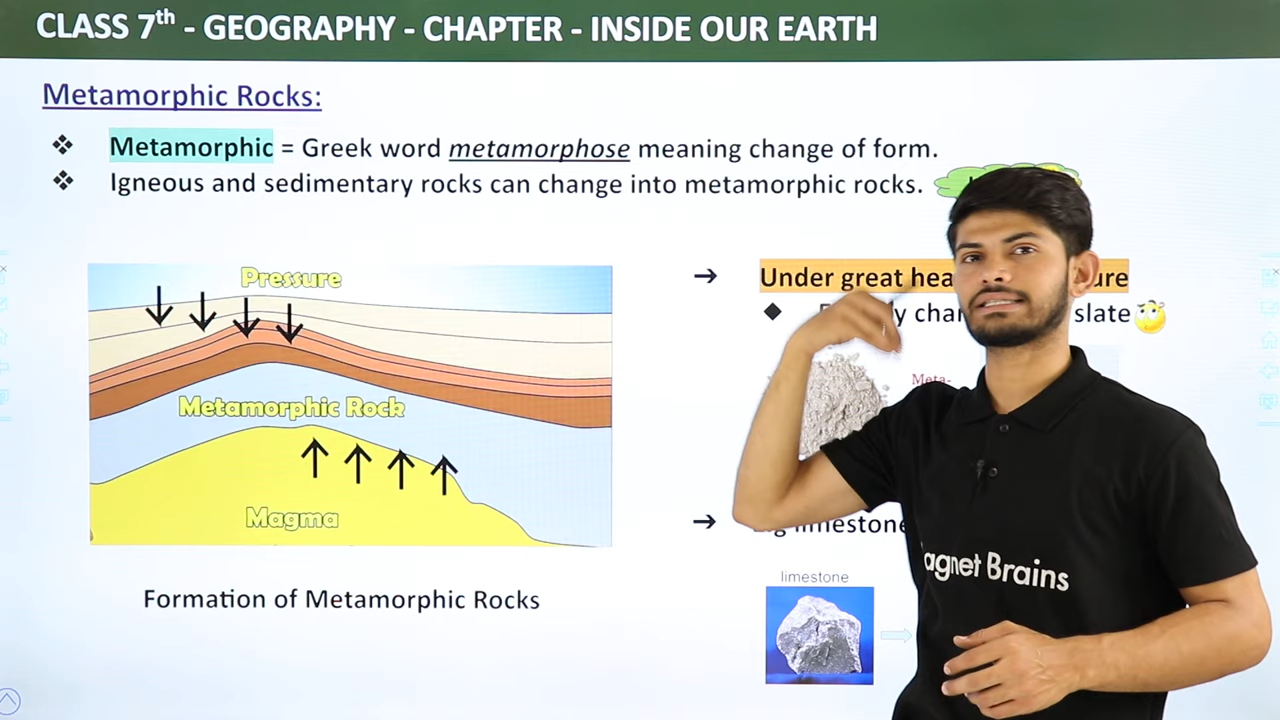 CLASS 7th - GEOGRAPHY - CHAPTER - INSIDE OUR EARTH
Metamorphic Rocks:
Metamorphic = Greek word metamorphose meaning change of form.
Igneous and sedimentary rocks can change into metamorphic rocks.
Pressure
Metamorphic Rock
Magma
Formation of Metamorphic Rocks
Under great
slate
Meta-
limestone
limestone
agnet Brains